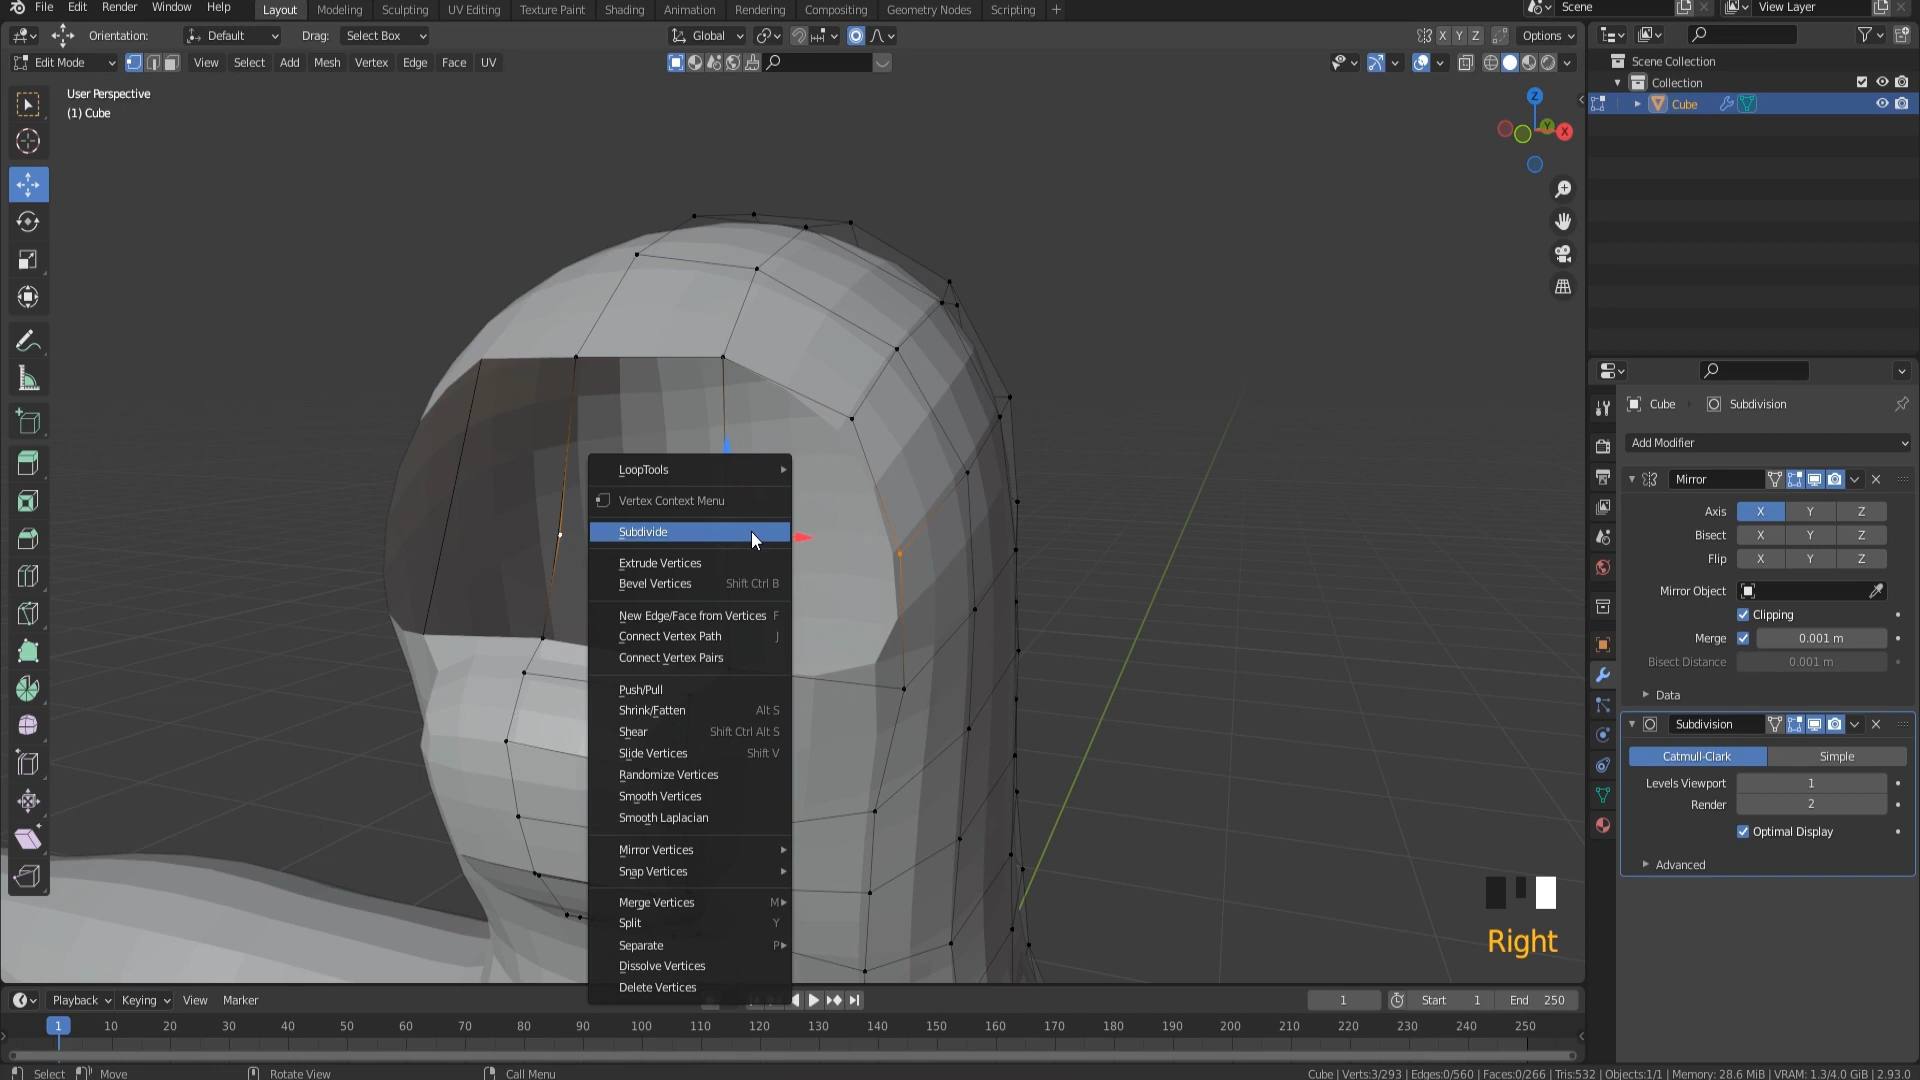 File Edit Render Window Help Layout Modeling Sculpting UV Editing Texture Paint Shading Animation Rendering Compositing Geometry Nodes Scripting + Scene View Layer
Orientation: Default Drag: Select Box Global X Y Z Options
Edit Mode View Select Add Mesh Vertex Edge Face UV
User Perspective
(1) Cube
Z
Y
X
Scene Collection
Collection
Cube
LoopTools
Vertex Context Menu
Subdivide
Extrude Vertices
Bevel Vertices Shift Ctrl B
New Edge/Face from Vertices F
Connect Vertex Path J
Connect Vertex Pairs
Push/Pull
Shrink/Fatten Alt S
Shear Shift Ctrl Alt S
Slide Vertices Shift V
Randomize Vertices
Smooth Vertices
Smooth Laplacian
Mirror Vertices
Snap Vertices
Merge Vertices M
Split Y
Separate P
Dissolve Vertices
Delete Vertices
Right
Cube Subdivision
Add Modifier
Mirror
Axis X Y Z
Bisect X Y Z
Flip X Y Z
Mirror Object
Clipping
Merge 0.001 m
Bisect Distance 0.001 m
Data
Subdivision
Catmull-Clark Simple
Levels Viewport 1
Render 2
Optimal Display
Advanced
Playback Keying View Marker 1 Start 1 End 250
1 10 20 30 40 50 60 70 80 90 100 110 120 130 140 150 160 170 180 190 200 210 220 230 240 250
Select Move Rotate View Call Menu Cube | Verts:3/293 | Edges:0/560 | Faces:0/266 | Tris:532 | Objects:1/1 | Memory: 28.6 MiB | VRAM: 1.3/4.0 GiB | 2.93.0